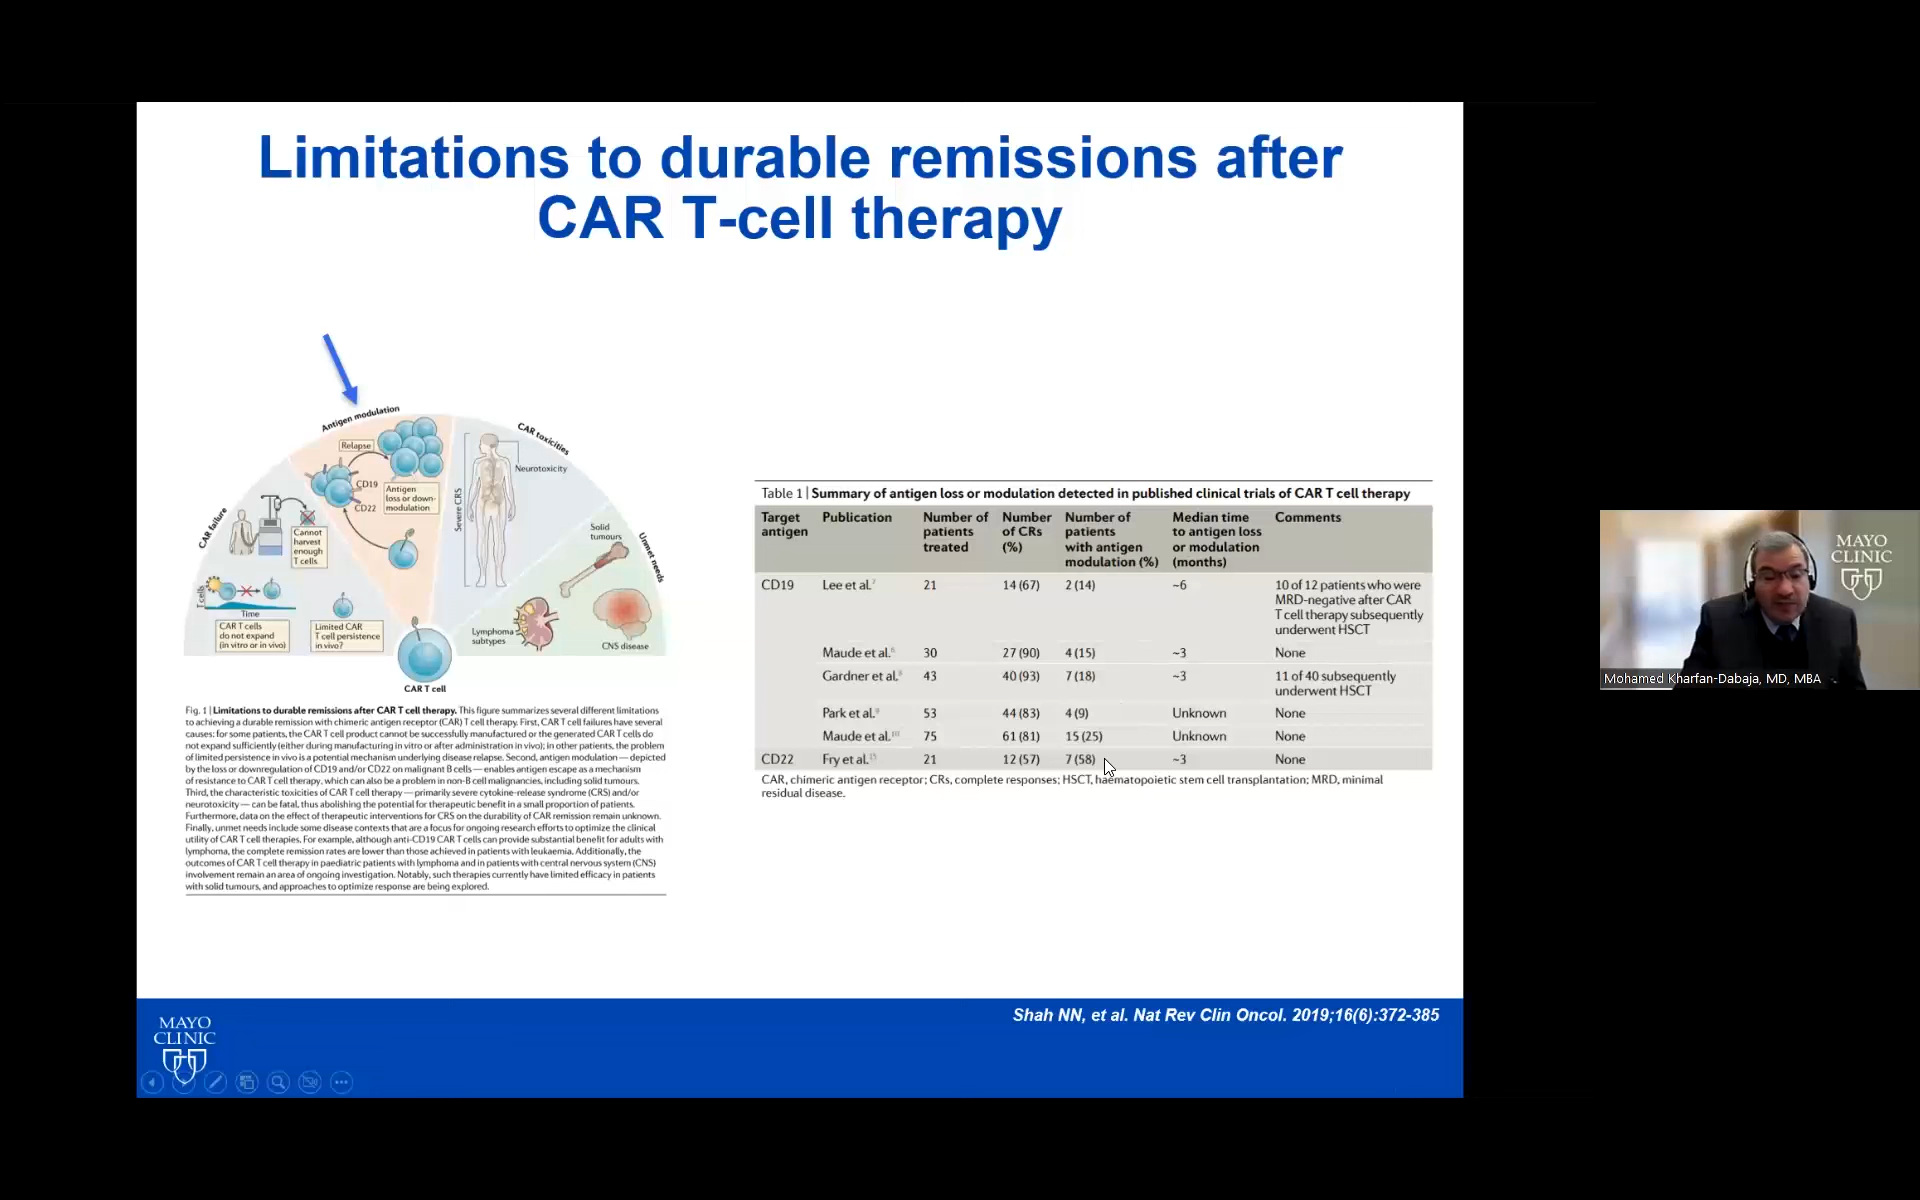 Limitations to durable remissions after
CAR T-cell therapy
Antigen modulation
Relapse
CD19
CD22
Antigen
loss or down-
modulation
CAR toxicities
Neurotoxicity
Severe CRS
CAR failure
Cannot
harvest
enough
T cells
T cells
Time
CAR T cells
do not expand
(in vitro or in vivo)
Limited CAR
T cell persistence
in vivo?
Unmet needs
Solid
tumours
Lymphoma
subtypes
CNS disease
CAR T cell
Fig. 1 | Limitations to durable remissions after CAR T cell therapy. This figure summarizes several different limitations
to achieving a durable remission with chimeric antigen receptor (CAR) T cell therapy. First, CAR T cell failures have several
causes: for some patients, the CAR T cell product cannot be successfully manufactured or the generated CAR T cells do
not expand sufficiently (either during manufacturing in vitro or after administration in vivo); in other patients, the problem
of limited persistence in vivo is a potential mechanism underlying disease relapse. Second, antigen modulation — depicted
by the loss or downregulation of CD19 and/or CD22 on malignant B cells — enables antigen escape as a mechanism
of resistance to CAR T cell therapy, which can also be a problem in non-B cell malignancies, including solid tumours.
Third, the characteristic toxicities of CAR T cell therapy — primarily severe cytokine-release syndrome (CRS) and/or
neurotoxicity — can be fatal, thus abolishing the potential for therapeutic benefit in a small proportion of patients.
Furthermore, data on the effect of therapeutic interventions for CRS on the durability of CAR remission remain unknown.
Finally, unmet needs include some disease contexts that are a focus for ongoing research efforts to optimize the clinical
utility of CAR T cell therapies. For example, although anti-CD19 CAR T cells can provide substantial benefit for adults with
lymphoma, the complete remission rates are lower than those achieved in patients with leukaemia. Additionally, the
outcomes of CAR T cell therapy in paediatric patients with lymphoma and in patients with central nervous system (CNS)
involvement remain an area of ongoing investigation. Notably, such therapies currently have limited efficacy in patients
with solid tumours, and approaches to optimize response are being explored.
Table 1 | Summary of antigen loss or modulation detected in published clinical trials of CAR T cell therapy
Target antigen Publication Number of patients treated Number of CRs (%) Number of patients with antigen modulation (%) Median time to antigen loss or modulation (months) Comments
CD19 Lee et al.7 21 14 (67) 2 (14) ~6 10 of 12 patients who were
MRD-negative after CAR
T cell therapy subsequently
underwent HSCT
Maude et al. 30 27 (90) 4 (15) ~3 None
Gardner et al. 43 40 (93) 7 (18) ~3 11 of 40 subsequently
underwent HSCT
Park et al. 53 44 (83) 4 (9) Unknown None
Maude et al.10 75 61 (81) 15 (25) Unknown None
CD22 Fry et al. 21 12 (57) 7 (58) ~3 None
CAR, chimeric antigen receptor; CRs, complete responses; HSCT, haematopoietic stem cell transplantation; MRD, minimal
residual disease.
Shah NN, et al. Nat Rev Clin Oncol. 2019;16(6):372-385
MAYO
CLINIC
MAYO
CLINIC
Mohamed Kharfan-Dabaja, MD, MBA